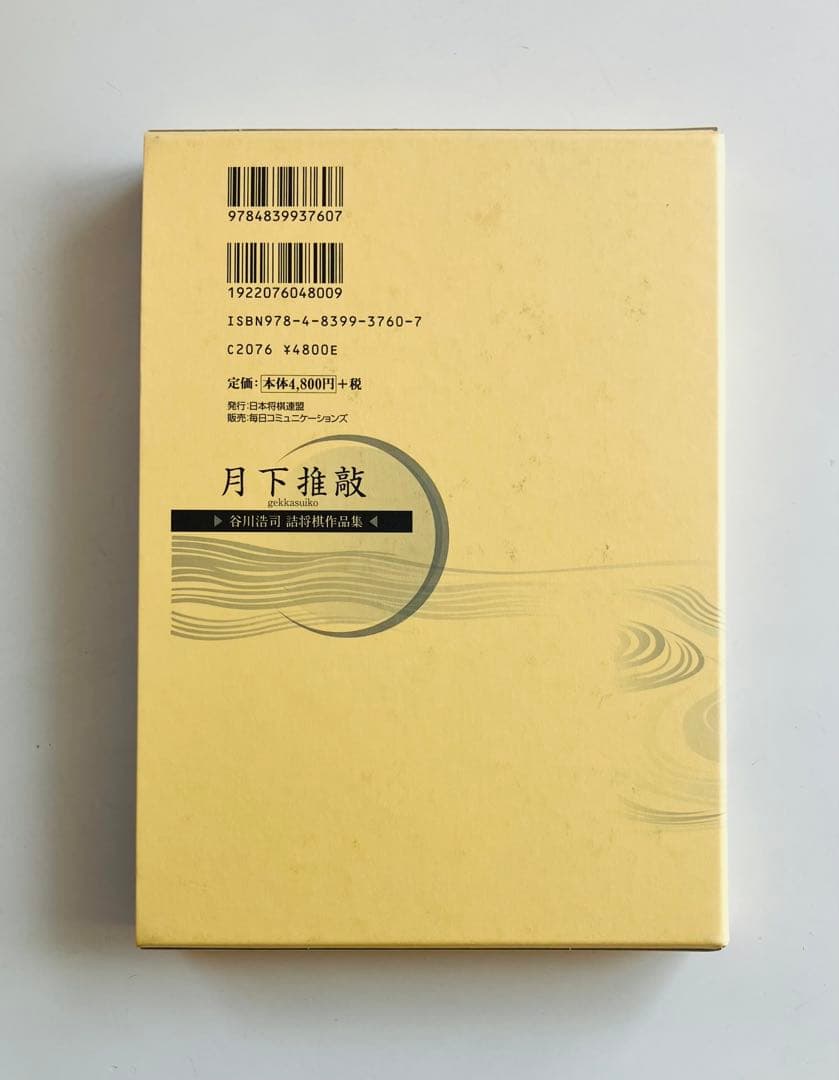 9784839937607
1922076048009
ISBN978-4-8399-3760-7
C2076 ¥4800E
定価：本体4,800円＋税
発行：日本将棋連盟
販売：毎日コミュニケーションズ
月下推敲
gekkasuiko
▶ 谷川浩司 詰将棋作品集 ◀